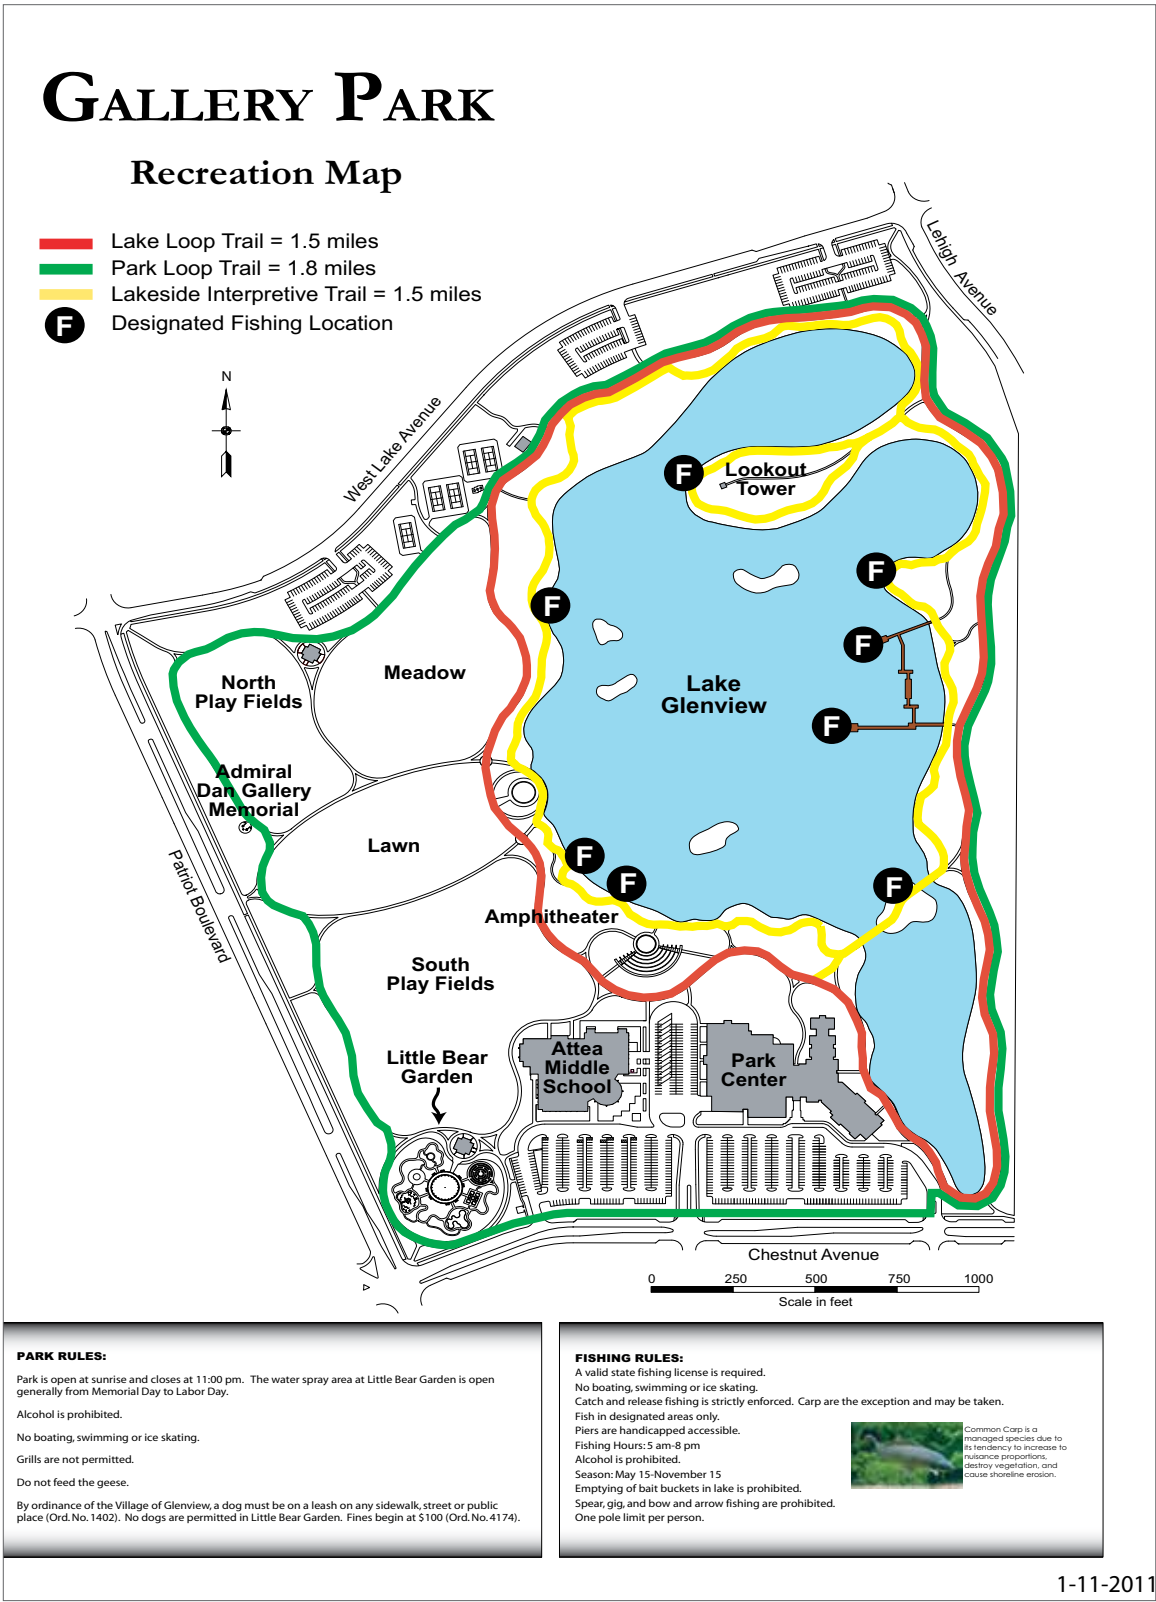 GALLERY PARK
Recreation Map
Lake Loop Trail = 1.5 miles
Park Loop Trail = 1.8 miles
Lakeside Interpretive Trail = 1.5 miles
F
Designated Fishing Location
N
West Lake Avenue
Lehigh Avenue
F
Lookout
Tower
F
F
F
F
Meadow
North
Play Fields
Lake
Glenview
Admiral
Dan Gallery
Memorial
Lawn
F
F
F
Patriot Boulevard
Amphitheater
South
Play Fields
Little Bear
Garden
Attea
Middle
School
Park
Center
Chestnut Avenue
0 250 500 750 1000
Scale in feet
PARK RULES:
Park is open at sunrise and closes at 11:00 pm. The water spray area at Little Bear Garden is open
generally from Memorial Day to Labor Day.
Alcohol is prohibited.
No boating, swimming or ice skating.
Grills are not permitted.
Do not feed the geese.
By ordinance of the Village of Glenview, a dog must be on a leash on any sidewalk, street or public
place (Ord. No. 1402). No dogs are permitted in Little Bear Garden. Fines begin at $100 (Ord. No. 4174).
FISHING RULES:
A valid state fishing license is required.
No boating, swimming or ice skating.
Catch and release fishing is strictly enforced. Carp are the exception and may be taken.
Fish in designated areas only.
Piers are handicapped accessible.
Fishing Hours: 5 am-8 pm
Alcohol is prohibited.
Season: May 15-November 15
Emptying of bait buckets in lake is prohibited.
Spear, gig, and bow and arrow fishing are prohibited.
One pole limit per person.
Common Carp is a
managed species due to
its tendency to increase to
nuisance proportions,
destroy vegetation, and
cause shoreline erosion.
1-11-2011